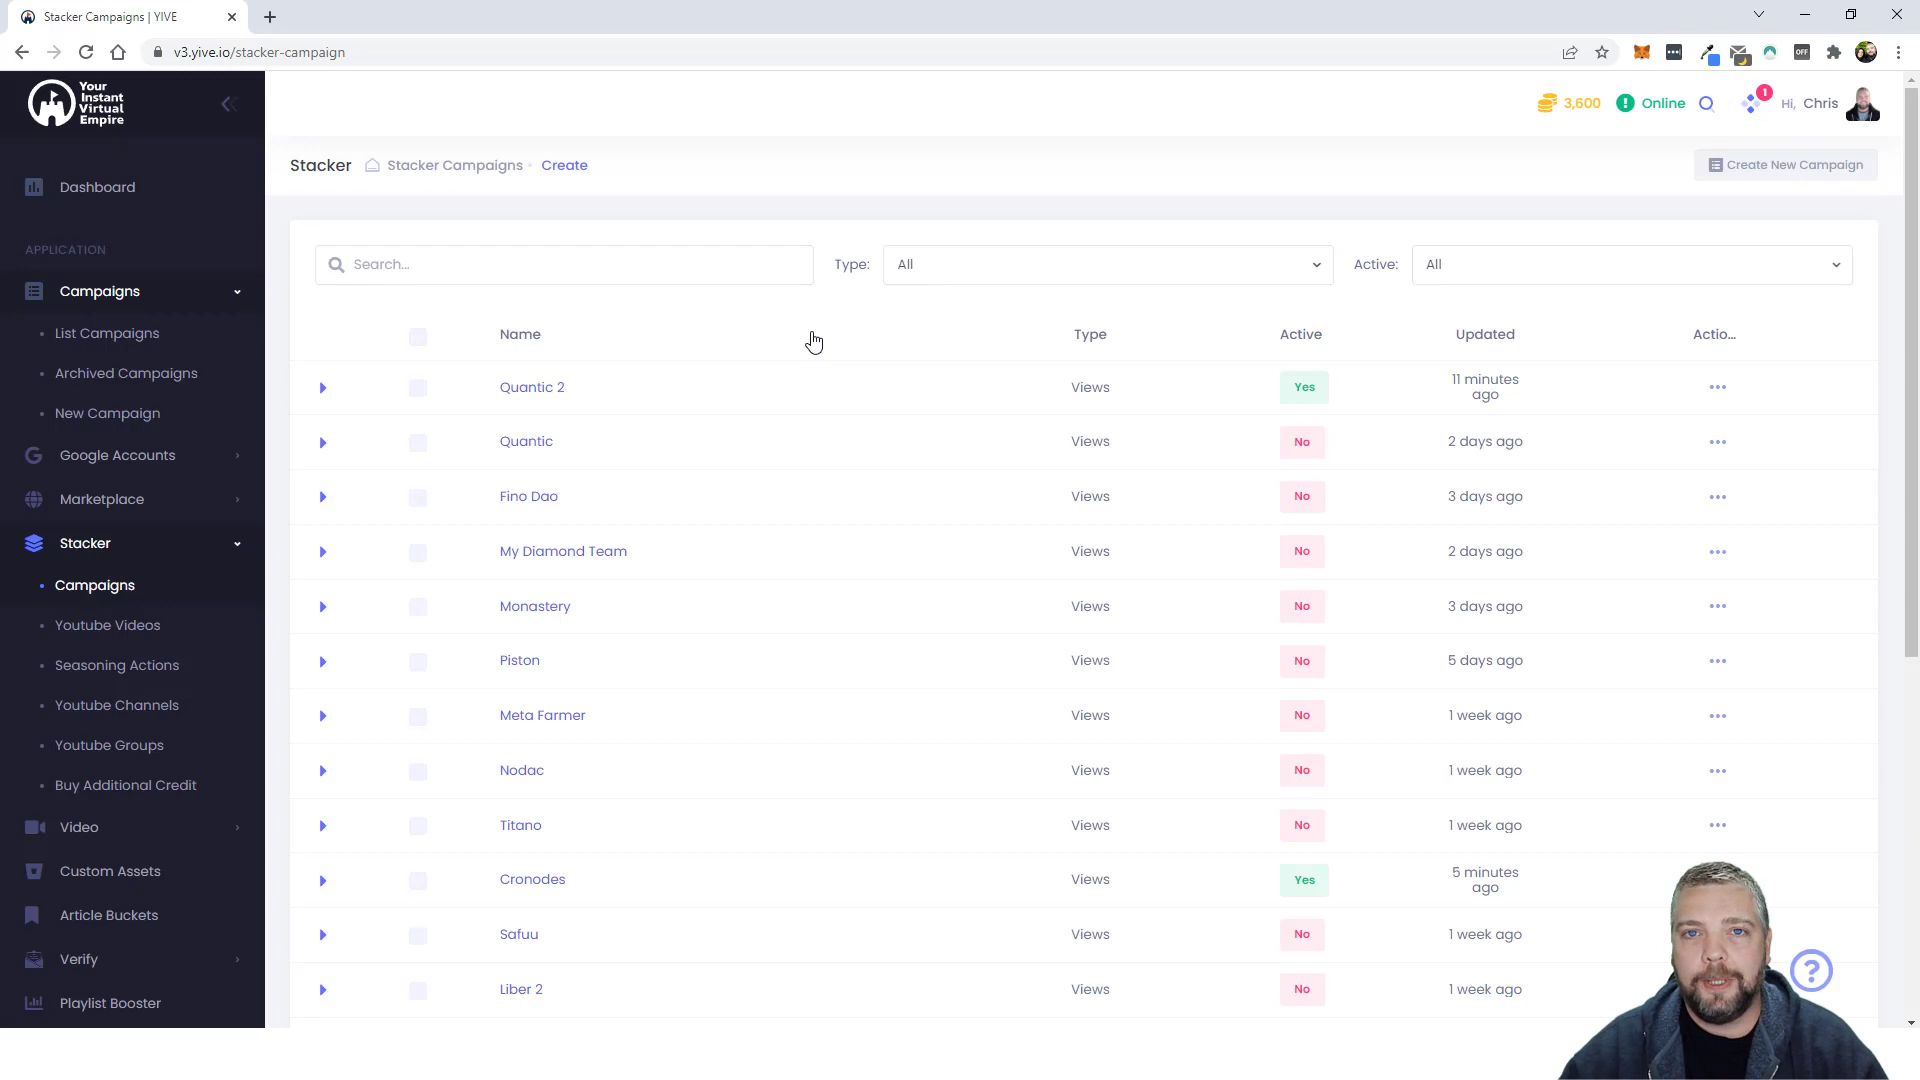 Stacker Campaigns | YIVE
v3.yive.io/stacker-campaign
OFF
Your
Instant
Virtual
Empire
3,600
Online
1
Hi, Chris
Stacker
Stacker Campaigns
Create
Create New Campaign
Dashboard
APPLICATION
Campaigns
List Campaigns
Archived Campaigns
New Campaign
Google Accounts
Marketplace
Stacker
Campaigns
Youtube Videos
Seasoning Actions
Youtube Channels
Youtube Groups
Buy Additional Credit
Video
Custom Assets
Article Buckets
Verify
Playlist Booster
Search...
Type:
All
Active:
All
Name Type Active Updated Actio...
Quantic 2 Views Yes 11 minutes
ago
Quantic Views No 2 days ago
Fino Dao Views No 3 days ago
My Diamond Team Views No 2 days ago
Monastery Views No 3 days ago
Piston Views No 5 days ago
Meta Farmer Views No 1 week ago
Nodac Views No 1 week ago
Titano Views No 1 week ago
Cronodes Views Yes 5 minutes
ago
Safuu Views No 1 week ago
Liber 2 Views No 1 week ago
?